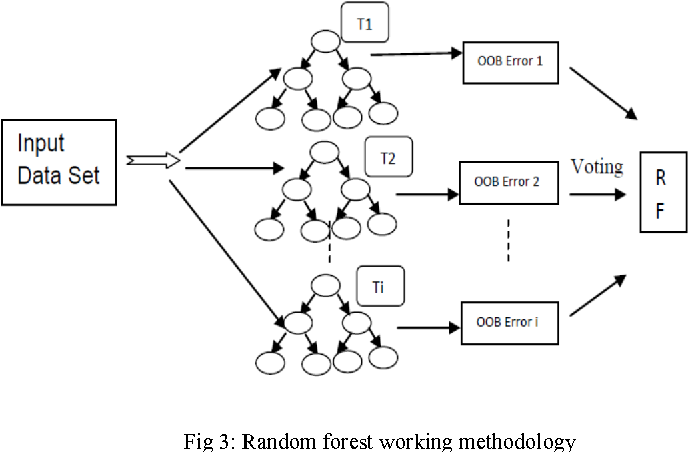 T1
OOB Error 1
Input
Data Set
T2
OOB Error 2
Voting
R
F
Ti
OOB Error i
Fig 3: Random forest working methodology